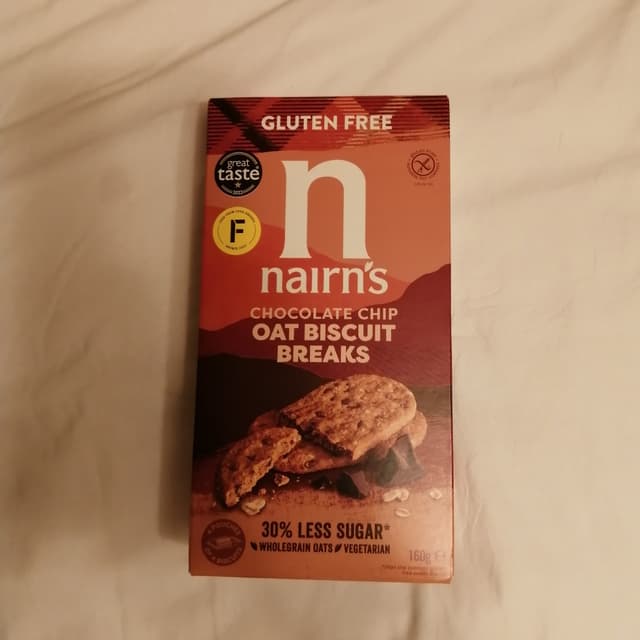 GLUTEN FREE
great
taste
F
n
nairn's
CHOCOLATE CHIP
OAT BISCUIT
BREAKS
30% LESS SUGAR*
WHOLEGRAIN OATS VEGETARIAN
160g e